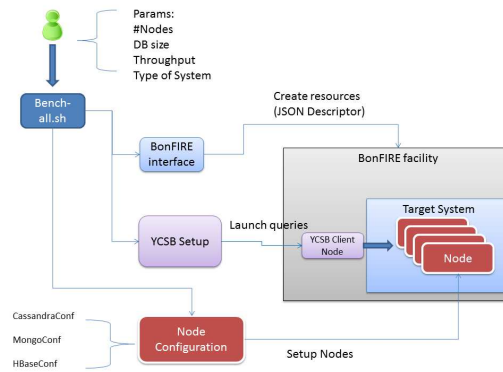 Params:
#Nodes
DB size
Throughput
Type of System
Bench-
all.sh
Create resources
(JSON Descriptor)
BonFIRE
interface
BonFIRE facility
Target System
YCSB Setup
Launch queries
YCSB Client
Node
Node
CassandraConf
MongoConf
HBaseConf
Node
Configuration
Setup Nodes